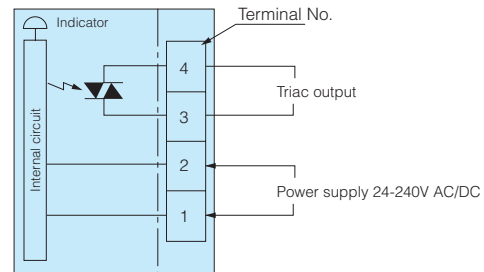 Terminal No.
Indicator
Internal circuit
4
Triac output
3
2
Power supply 24-240V AC/DC
1